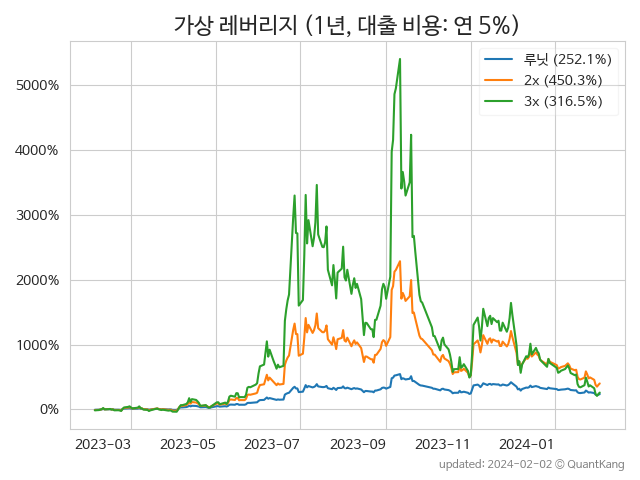 가상 레버리지 (1년, 대출 비용: 연 5%)
루닛 (252.1%)
2x (450.3%)
3x (316.5%)
5000%
4000%
3000%
2000%
1000%
0%
2023-03 2023-05 2023-07 2023-09 2023-11 2024-01
updated: 2024-02-02 © QuantKang